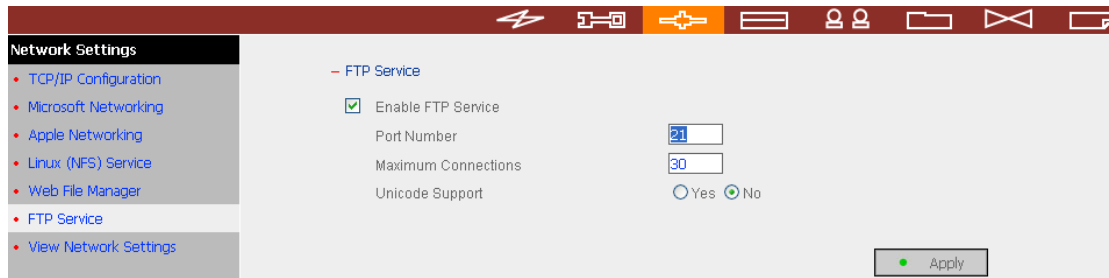 Network Settings
TCP/IP Configuration
Microsoft Networking
Apple Networking
Linux (NFS) Service
Web File Manager
FTP Service
View Network Settings
– FTP Service
Enable FTP Service
Port Number 21
Maximum Connections 30
Unicode Support Yes No
Apply